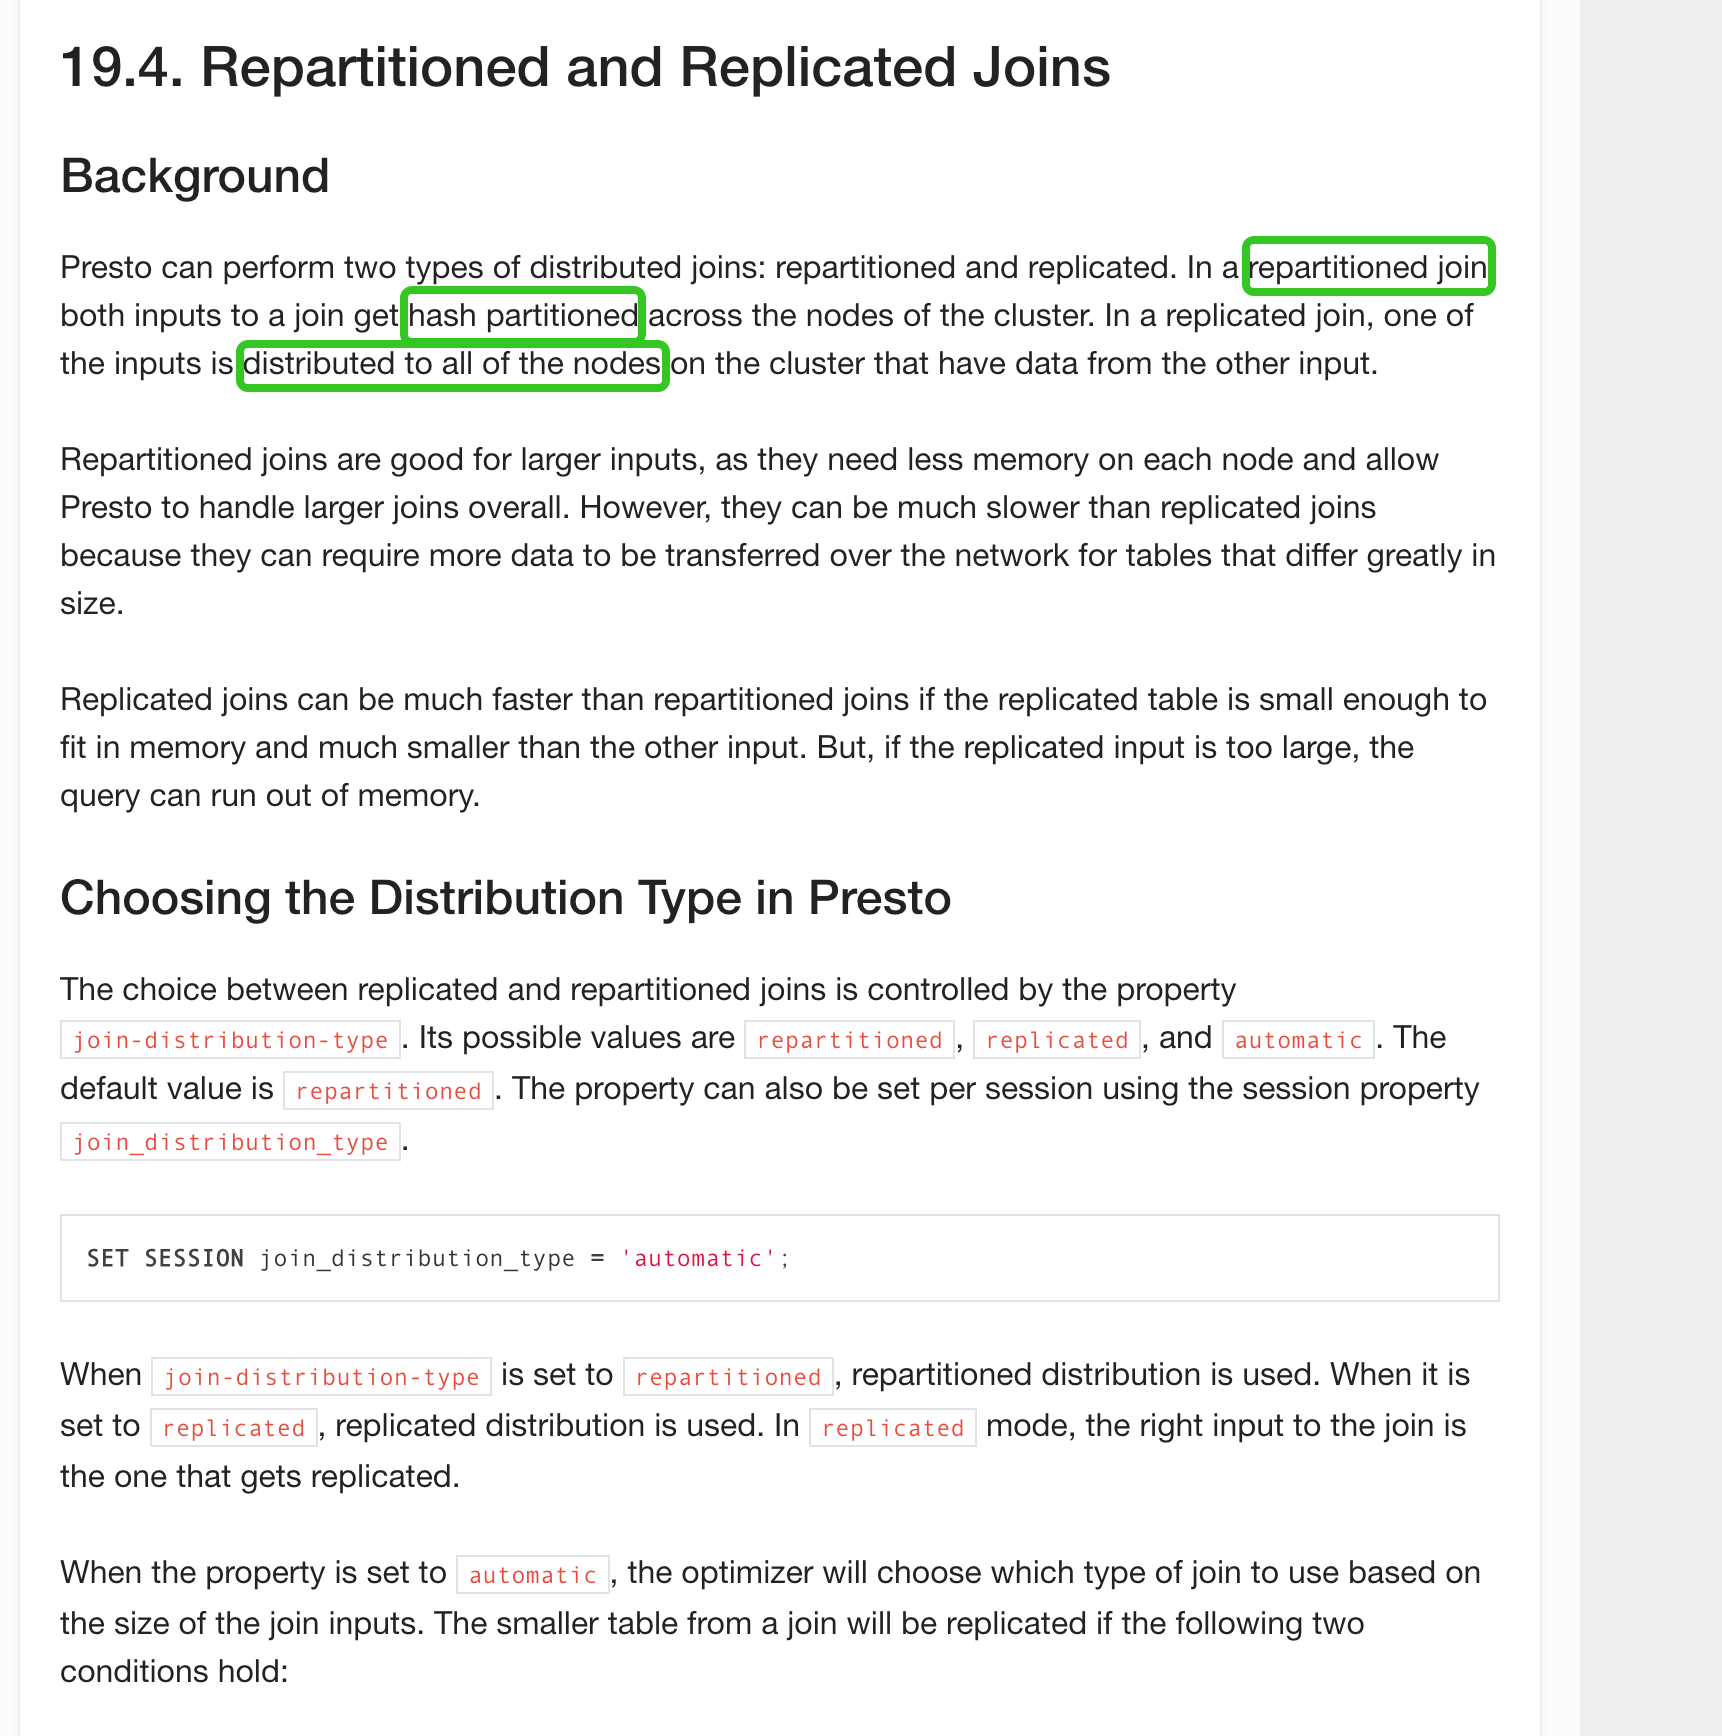 19.4. Repartitioned and Replicated Joins
Background
Presto can perform two types of distributed joins: repartitioned and replicated. In a repartitioned join
both inputs to a join get hash partitioned across the nodes of the cluster. In a replicated join, one of
the inputs is distributed to all of the nodes on the cluster that have data from the other input.
Repartitioned joins are good for larger inputs, as they need less memory on each node and allow
Presto to handle larger joins overall. However, they can be much slower than replicated joins
because they can require more data to be transferred over the network for tables that differ greatly in
size.
Replicated joins can be much faster than repartitioned joins if the replicated table is small enough to
fit in memory and much smaller than the other input. But, if the replicated input is too large, the
query can run out of memory.
Choosing the Distribution Type in Presto
The choice between replicated and repartitioned joins is controlled by the property
join-distribution-type. Its possible values are repartitioned, replicated, and automatic. The
default value is repartitioned. The property can also be set per session using the session property
join_distribution_type.
SET SESSION join_distribution_type = 'automatic';
When join-distribution-type is set to repartitioned, repartitioned distribution is used. When it is
set to replicated, replicated distribution is used. In replicated mode, the right input to the join is
the one that gets replicated.
When the property is set to automatic, the optimizer will choose which type of join to use based on
the size of the join inputs. The smaller table from a join will be replicated if the following two
conditions hold: